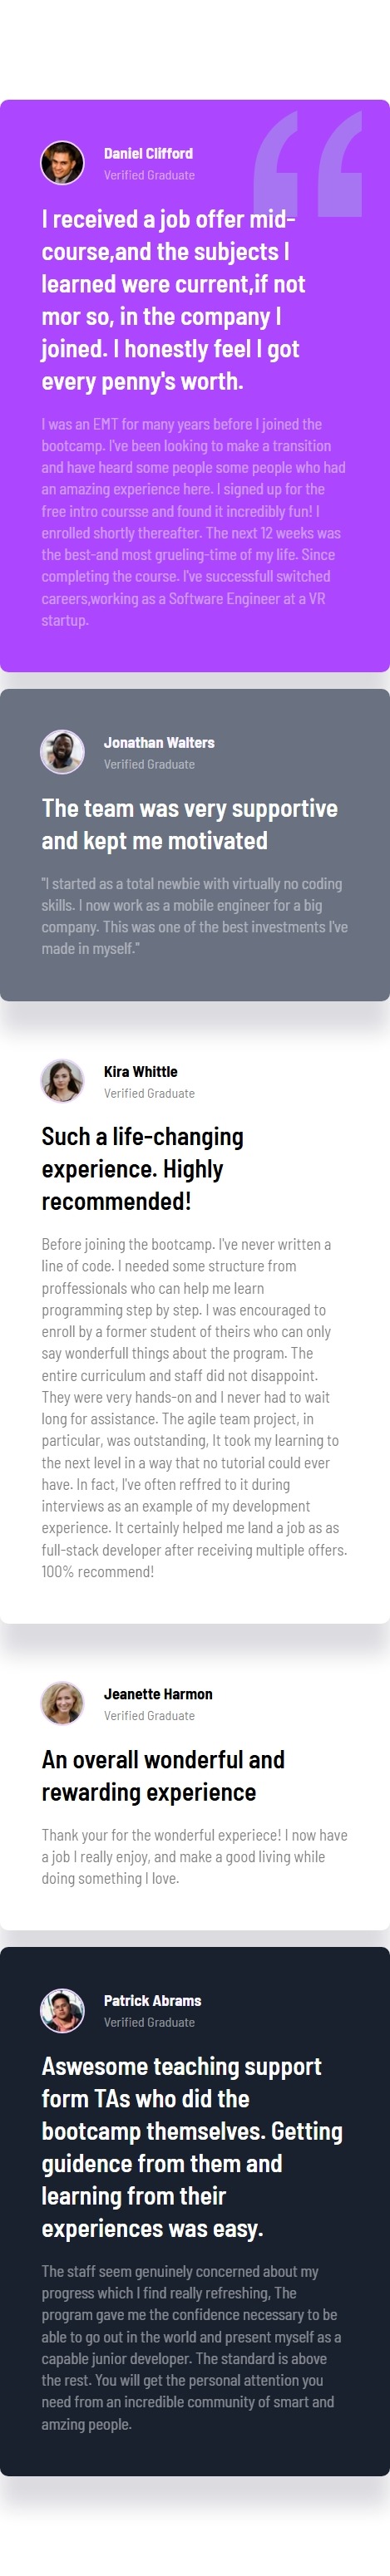 Daniel Clifford
Verified Graduate
I received a job offer mid-
course,and the subjects I
learned were current,if not
mor so, in the company I
joined. I honestly feel I got
every penny's worth.
I was an EMT for many years before I joined the
bootcamp. I've been looking to make a transition
and have heard some people some people who had
an amazing experience here. I signed up for the
free intro coursse and found it incredibly fun! I
enrolled shortly thereafter. The next 12 weeks was
the best-and most grueling-time of my life. Since
completing the course. I've successfull switched
careers,working as a Software Engineer at a VR
startup.
Jonathan Walters
Verified Graduate
The team was very supportive
and kept me motivated
"I started as a total newbie with virtually no coding
skills. I now work as a mobile engineer for a big
company. This was one of the best investments I've
made in myself."
Kira Whittle
Verified Graduate
Such a life-changing
experience. Highly
recommended!
Before joining the bootcamp. I've never written a
line of code. I needed some structure from
proffessionals who can help me learn
programming step by step. I was encouraged to
enroll by a former student of theirs who can only
say wonderfull things about the program. The
entire curriculum and staff did not disappoint.
They were very hands-on and I never had to wait
long for assistance. The agile team project, in
particular, was outstanding, It took my learning to
the next level in a way that no tutorial could ever
have. In fact, I've often reffred to it during
interviews as an example of my development
experience. It certainly helped me land a job as as
full-stack developer after receiving multiple offers.
100% recommend!
Jeanette Harmon
Verified Graduate
An overall wonderful and
rewarding experience
Thank your for the wonderful experiece! I now have
a job I really enjoy, and make a good living while
doing something I love.
Patrick Abrams
Verified Graduate
Aswesome teaching support
form TAs who did the
bootcamp themselves. Getting
guidence from them and
learning from their
experiences was easy.
The staff seem genuinely concerned about my
progress which I find really refreshing, The
program gave me the confidence necessary to be
able to go out in the world and present myself as a
capable junior developer. The standard is above
the rest. You will get the personal attention you
need from an incredible community of smart and
amzing people.